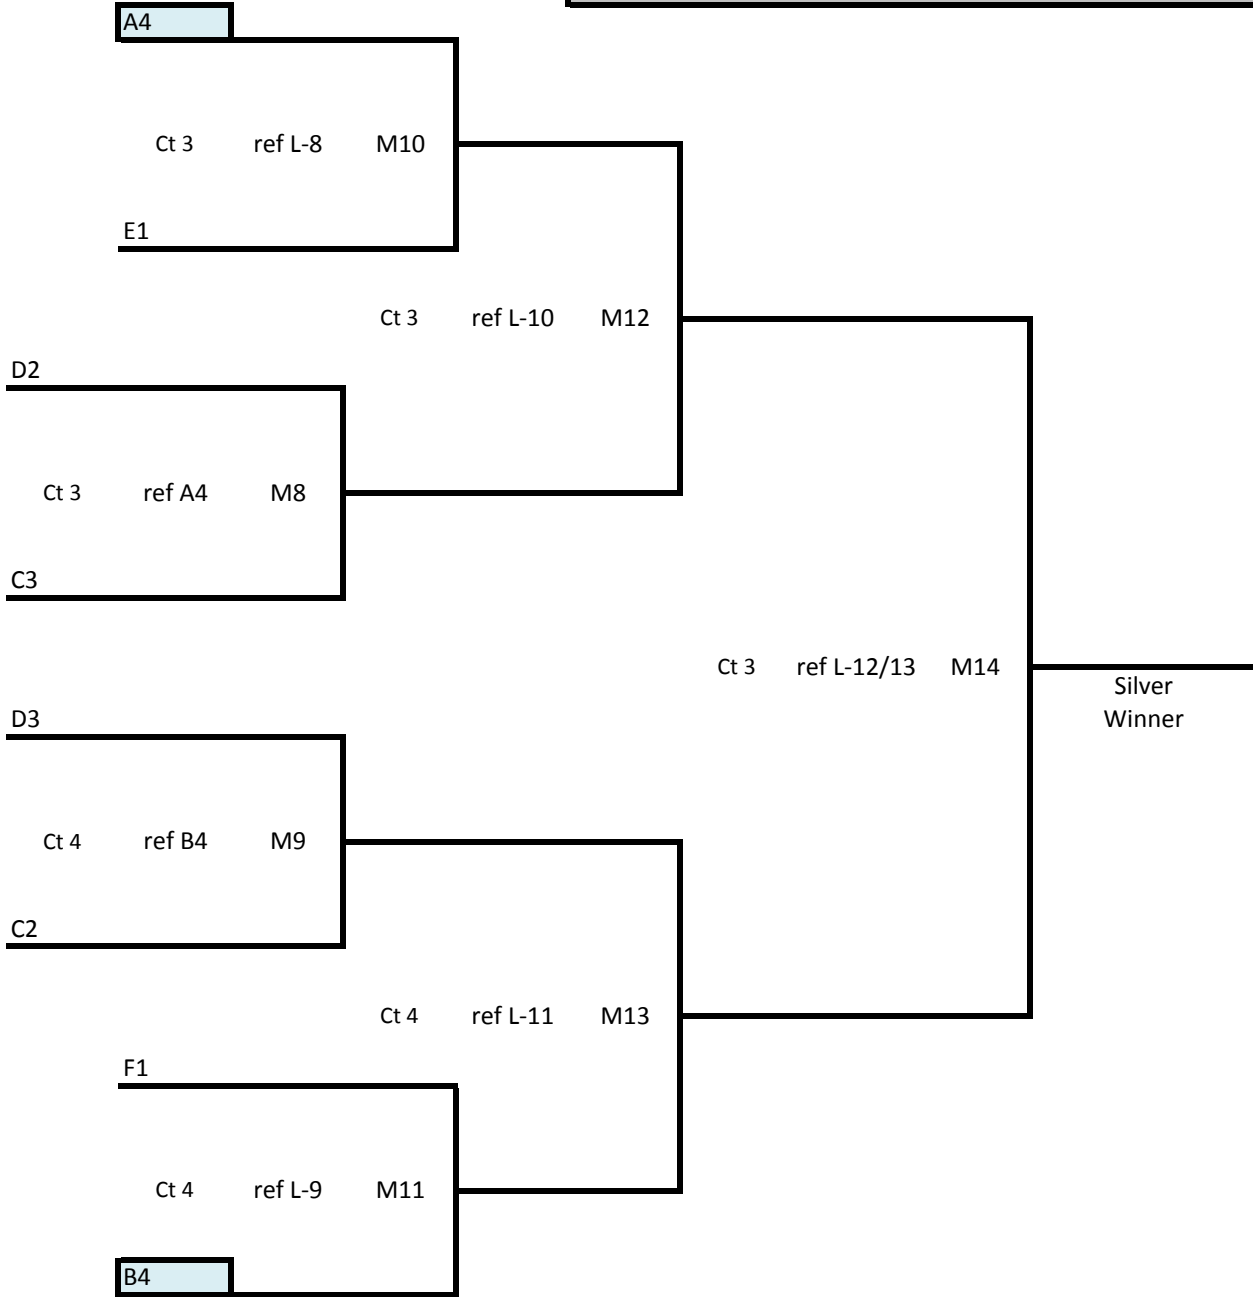 A4
Ct 3 ref L-8 M10
E1
Ct 3 ref L-10 M12
D2
Ct 3 ref A4 M8
C3
Ct 3 ref L-12/13 M14
Silver
Winner
D3
Ct 4 ref B4 M9
C2
Ct 4 ref L-11 M13
F1
Ct 4 ref L-9 M11
B4